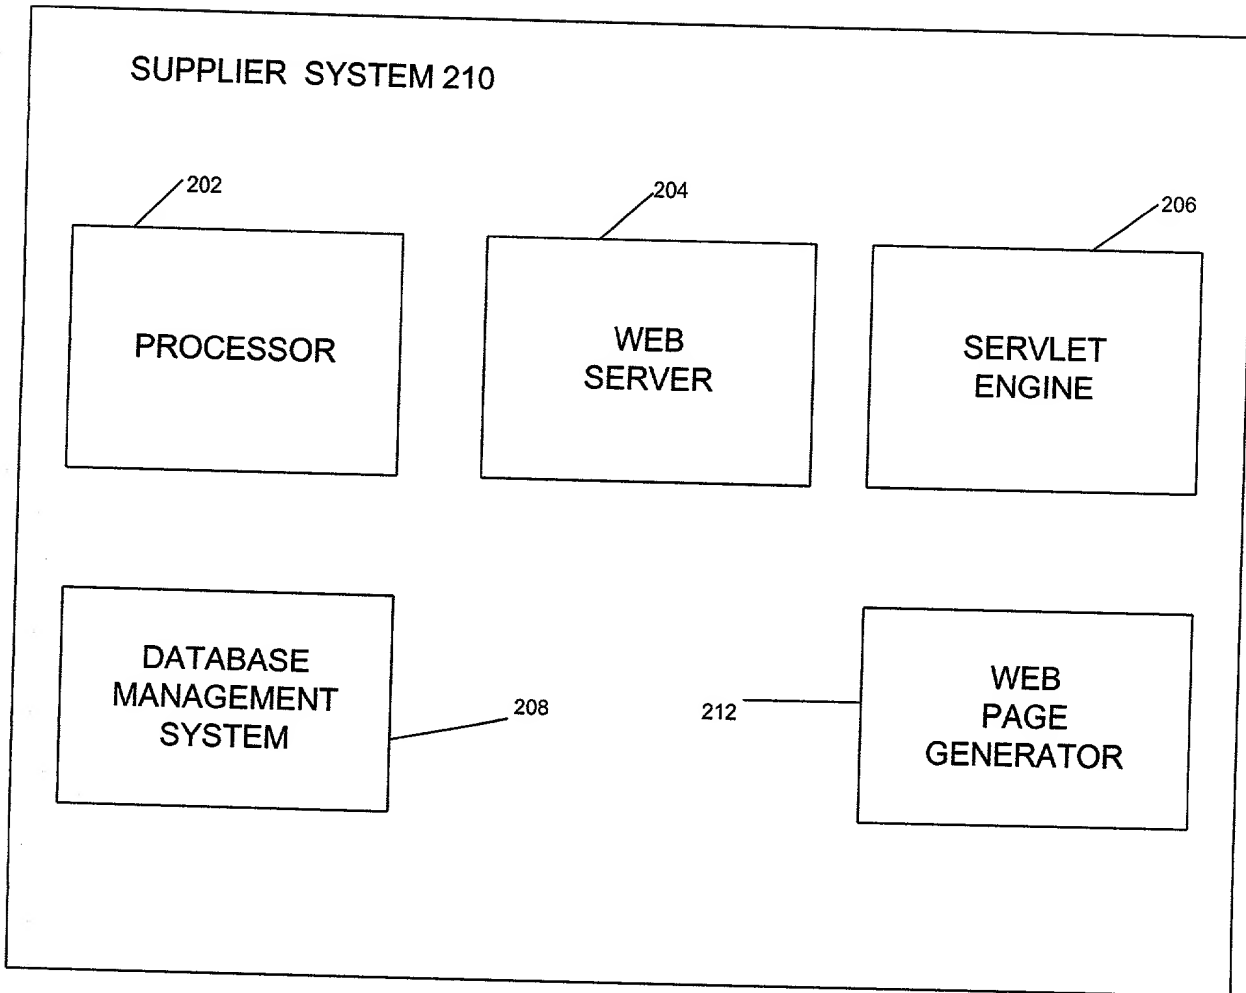 SUPPLIER SYSTEM 210
202
204
206
PROCESSOR
WEB
SERVER
SERVLET
ENGINE
DATABASE
MANAGEMENT
SYSTEM
208
212
WEB
PAGE
GENERATOR